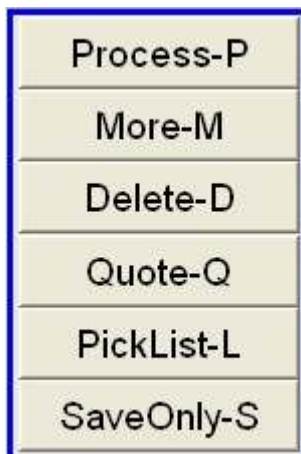 Process-P
More-M
Delete-D
Quote-Q
PickList-L
SaveOnly-S